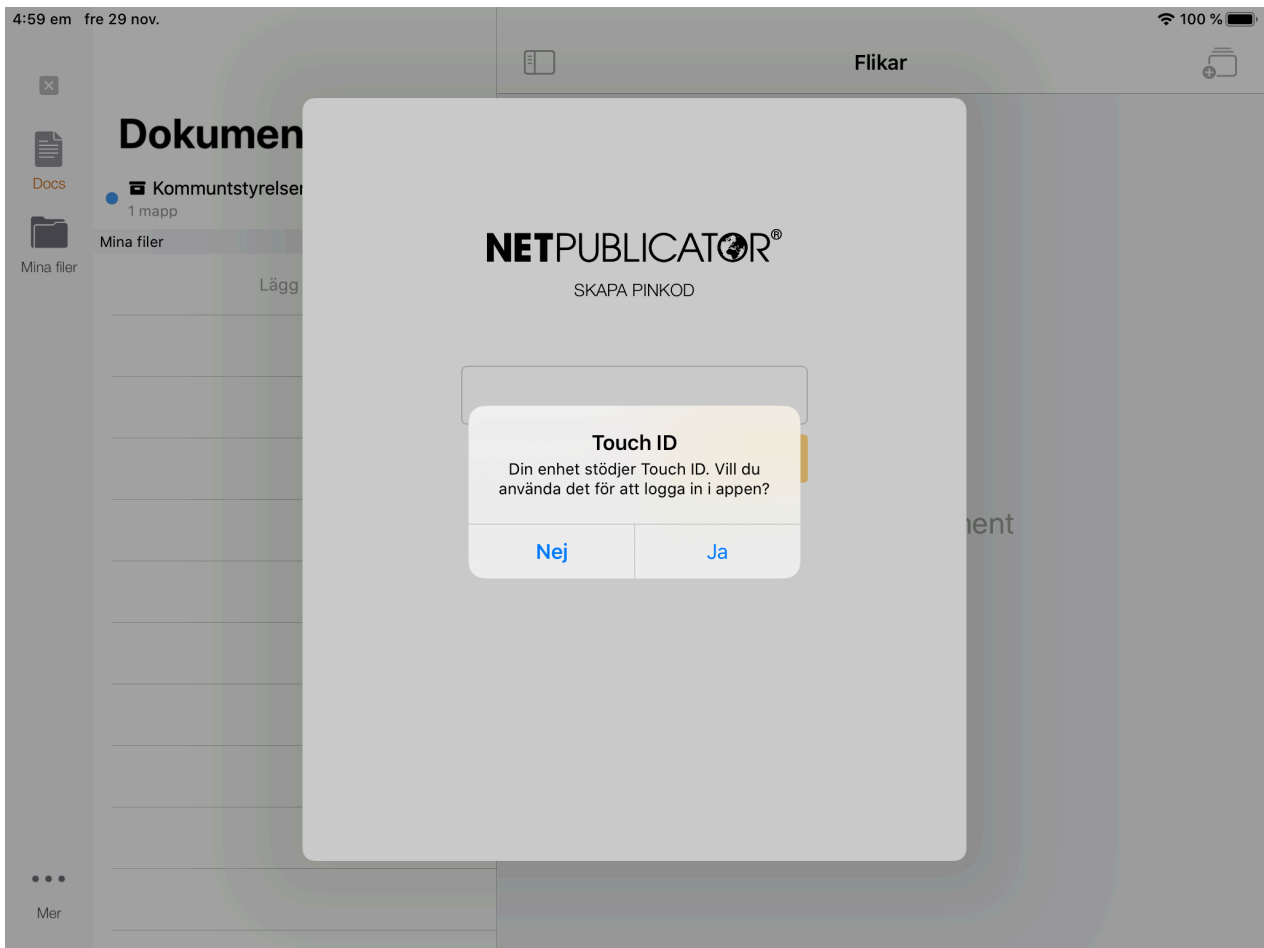 4:59 em fre 29 nov.
100 %
Flikar
Docs
Mina filer
Mer
Dokumen
Kommuntstyrelser
1 mapp
Mina filer
Lägg
NETPUBLICATOR®
SKAPA PINKOD
Touch ID
Din enhet stödjer Touch ID. Vill du
använda det för att logga in i appen?
Nej
Ja